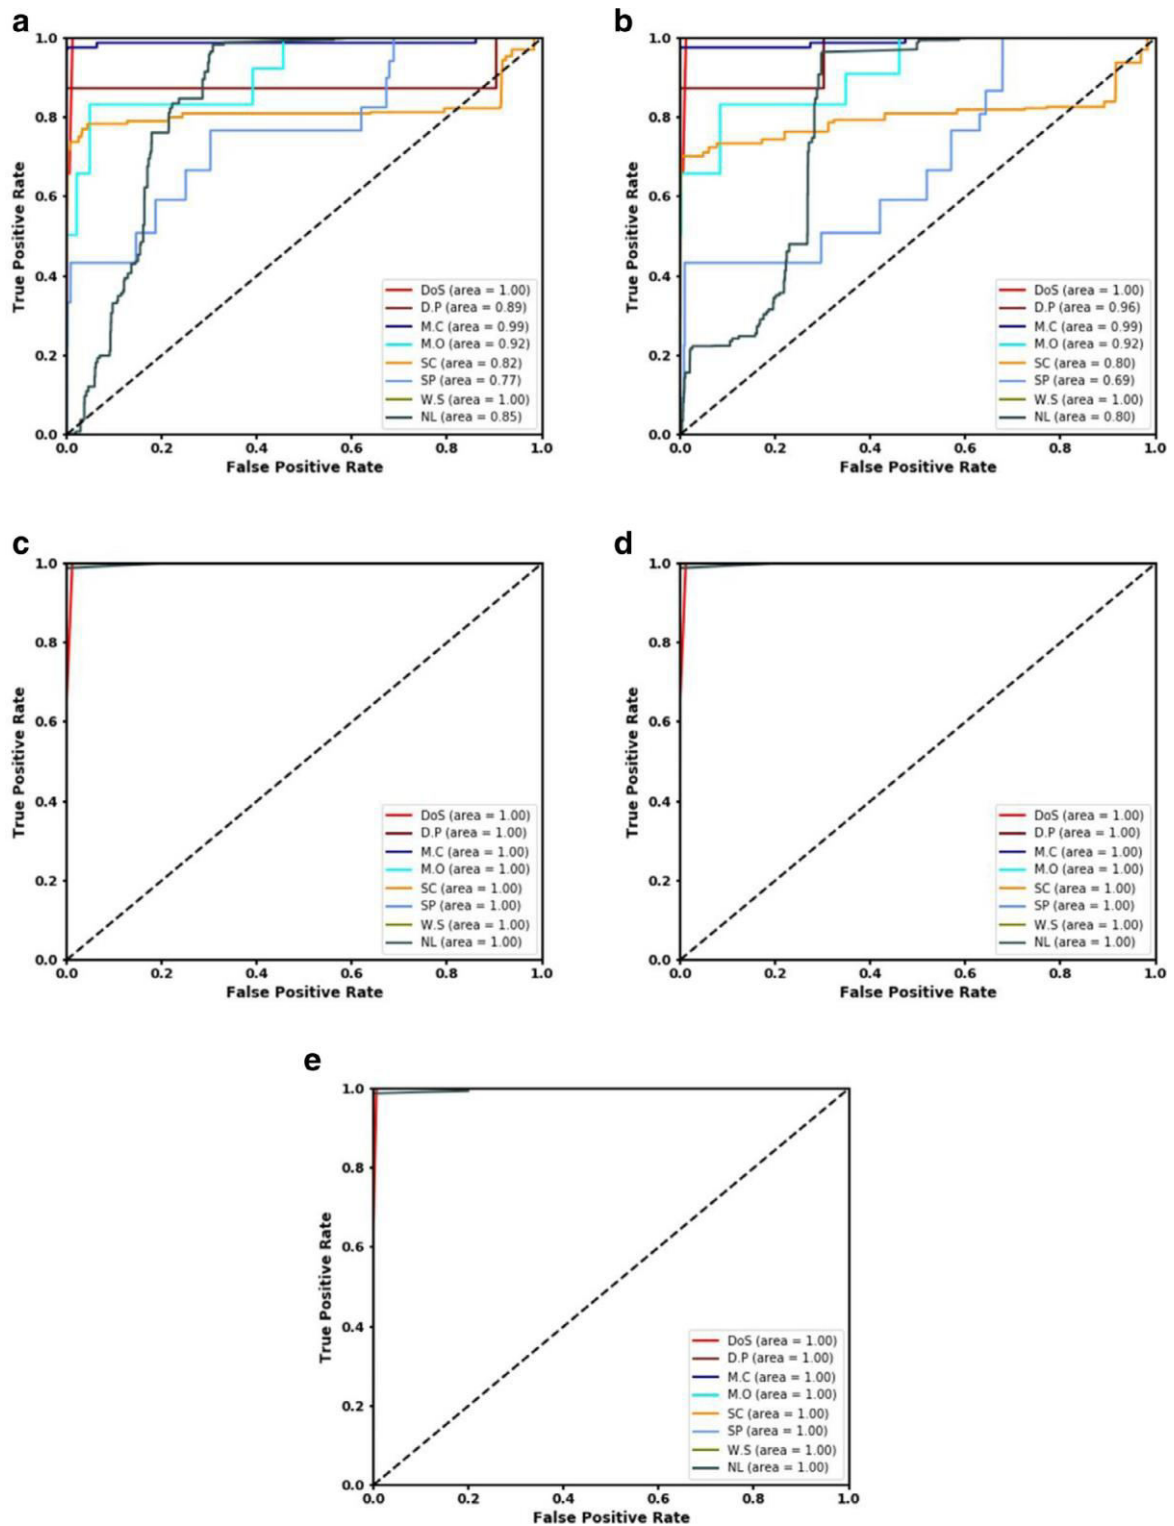 a
1.0
0.8
0.6
0.4
0.2
0.0
True Positive Rate
DoS (area = 1.00)
D.P (area = 0.89)
M.C (area = 0.99)
M.O (area = 0.92)
SC (area = 0.82)
SP (area = 0.77)
W.S (area = 1.00)
NL (area = 0.85)
0.0 0.2 0.4 0.6 0.8 1.0
False Positive Rate
b
1.0
0.8
0.6
0.4
0.2
0.0
True Positive Rate
DoS (area = 1.00)
D.P (area = 0.96)
M.C (area = 0.99)
M.O (area = 0.92)
SC (area = 0.80)
SP (area = 0.69)
W.S (area = 1.00)
NL (area = 0.80)
0.0 0.2 0.4 0.6 0.8 1.0
False Positive Rate
c
1.0
0.8
0.6
0.4
0.2
0.0
True Positive Rate
DoS (area = 1.00)
D.P (area = 1.00)
M.C (area = 1.00)
M.O (area = 1.00)
SC (area = 1.00)
SP (area = 1.00)
W.S (area = 1.00)
NL (area = 1.00)
0.0 0.2 0.4 0.6 0.8 1.0
False Positive Rate
d
1.0
0.8
0.6
0.4
0.2
0.0
True Positive Rate
DoS (area = 1.00)
D.P (area = 1.00)
M.C (area = 1.00)
M.O (area = 1.00)
SC (area = 1.00)
SP (area = 1.00)
W.S (area = 1.00)
NL (area = 1.00)
0.0 0.2 0.4 0.6 0.8 1.0
False Positive Rate
e
1.0
0.8
0.6
0.4
0.2
0.0
True Positive Rate
DoS (area = 1.00)
D.P (area = 1.00)
M.C (area = 1.00)
M.O (area = 1.00)
SC (area = 1.00)
SP (area = 1.00)
W.S (area = 1.00)
NL (area = 1.00)
0.0 0.2 0.4 0.6 0.8 1.0
False Positive Rate